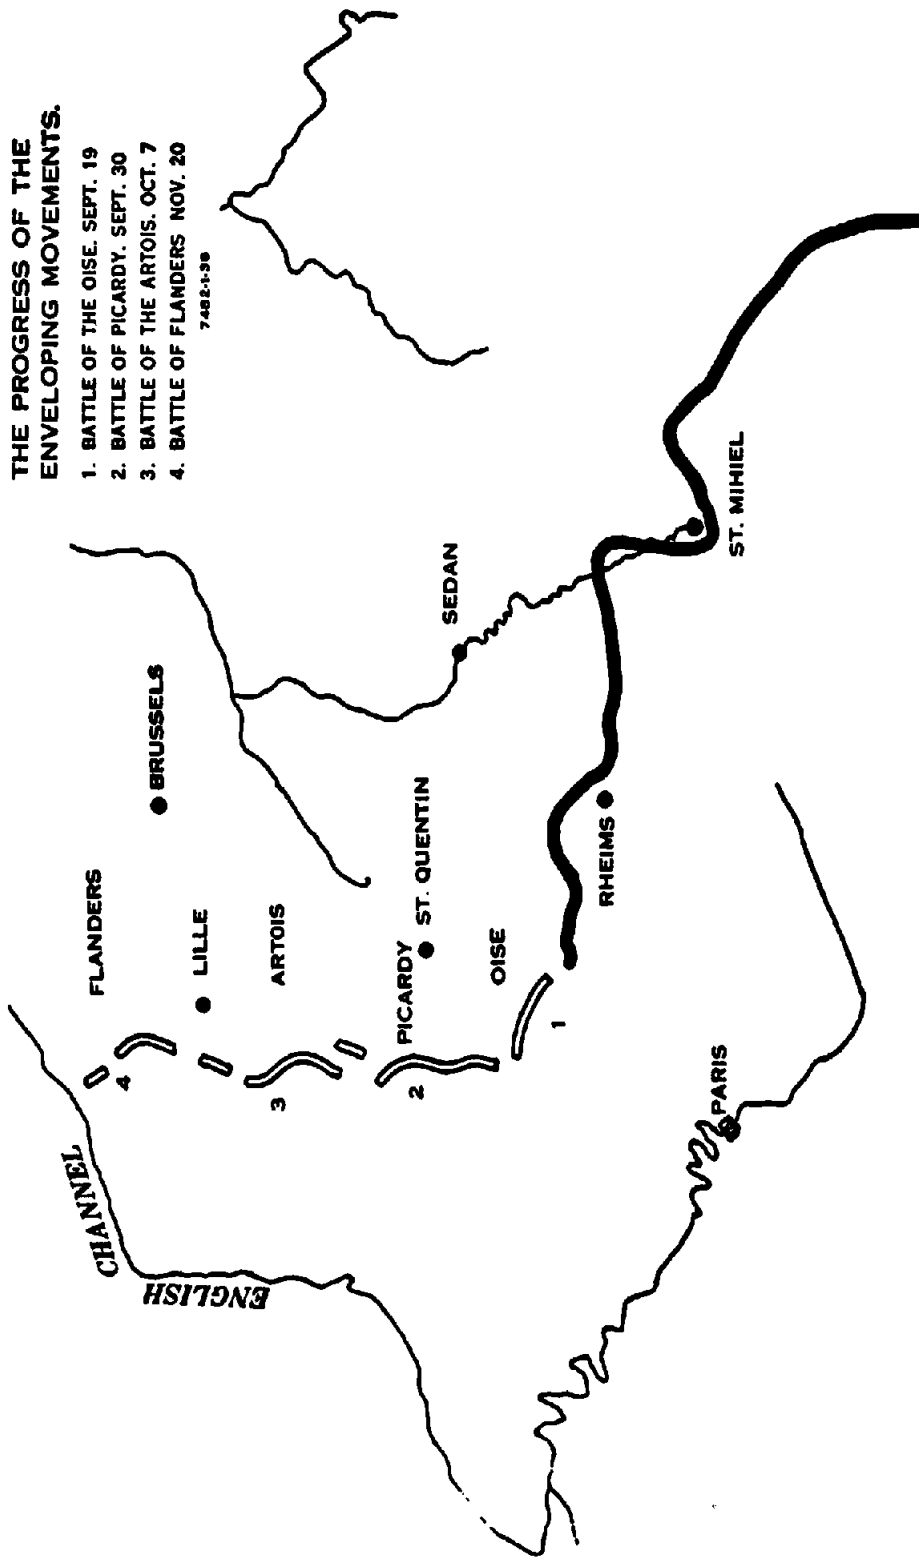 THE PROGRESS OF THE
ENVELOPING MOVEMENTS.
1. BATTLE OF THE OISE. SEPT. 19
2. BATTLE OF PICARDY. SEPT. 30
3. BATTLE OF THE ARTOIS. OCT. 7
4. BATTLE OF FLANDERS NOV. 20
7482-1-36
ENGLISH
CHANNEL
FLANDERS
4
BRUSSELS
LILLE
ARTOIS
3
PICARDY
2
ST. QUENTIN
SEDAN
OISE
1
RHEIMS
PARIS
ST. MIHIEL